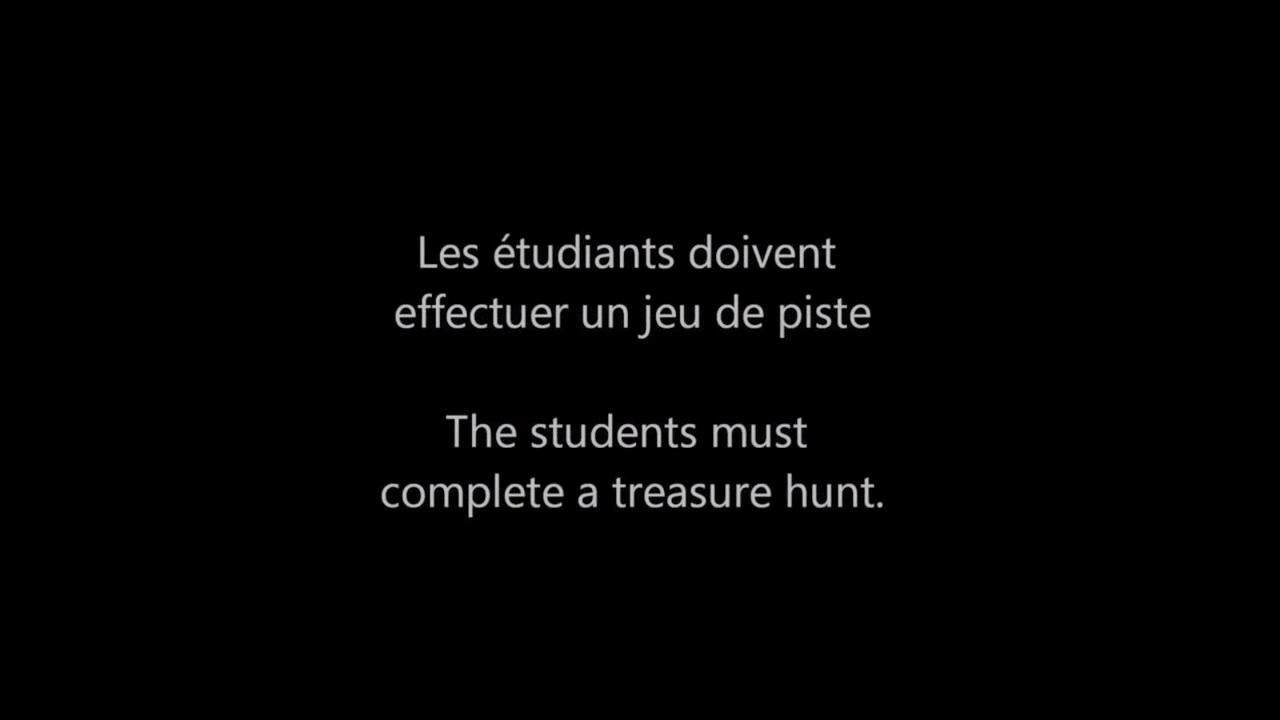 Les étudiants doivent
effectuer un jeu de piste
The students must
complete a treasure hunt.